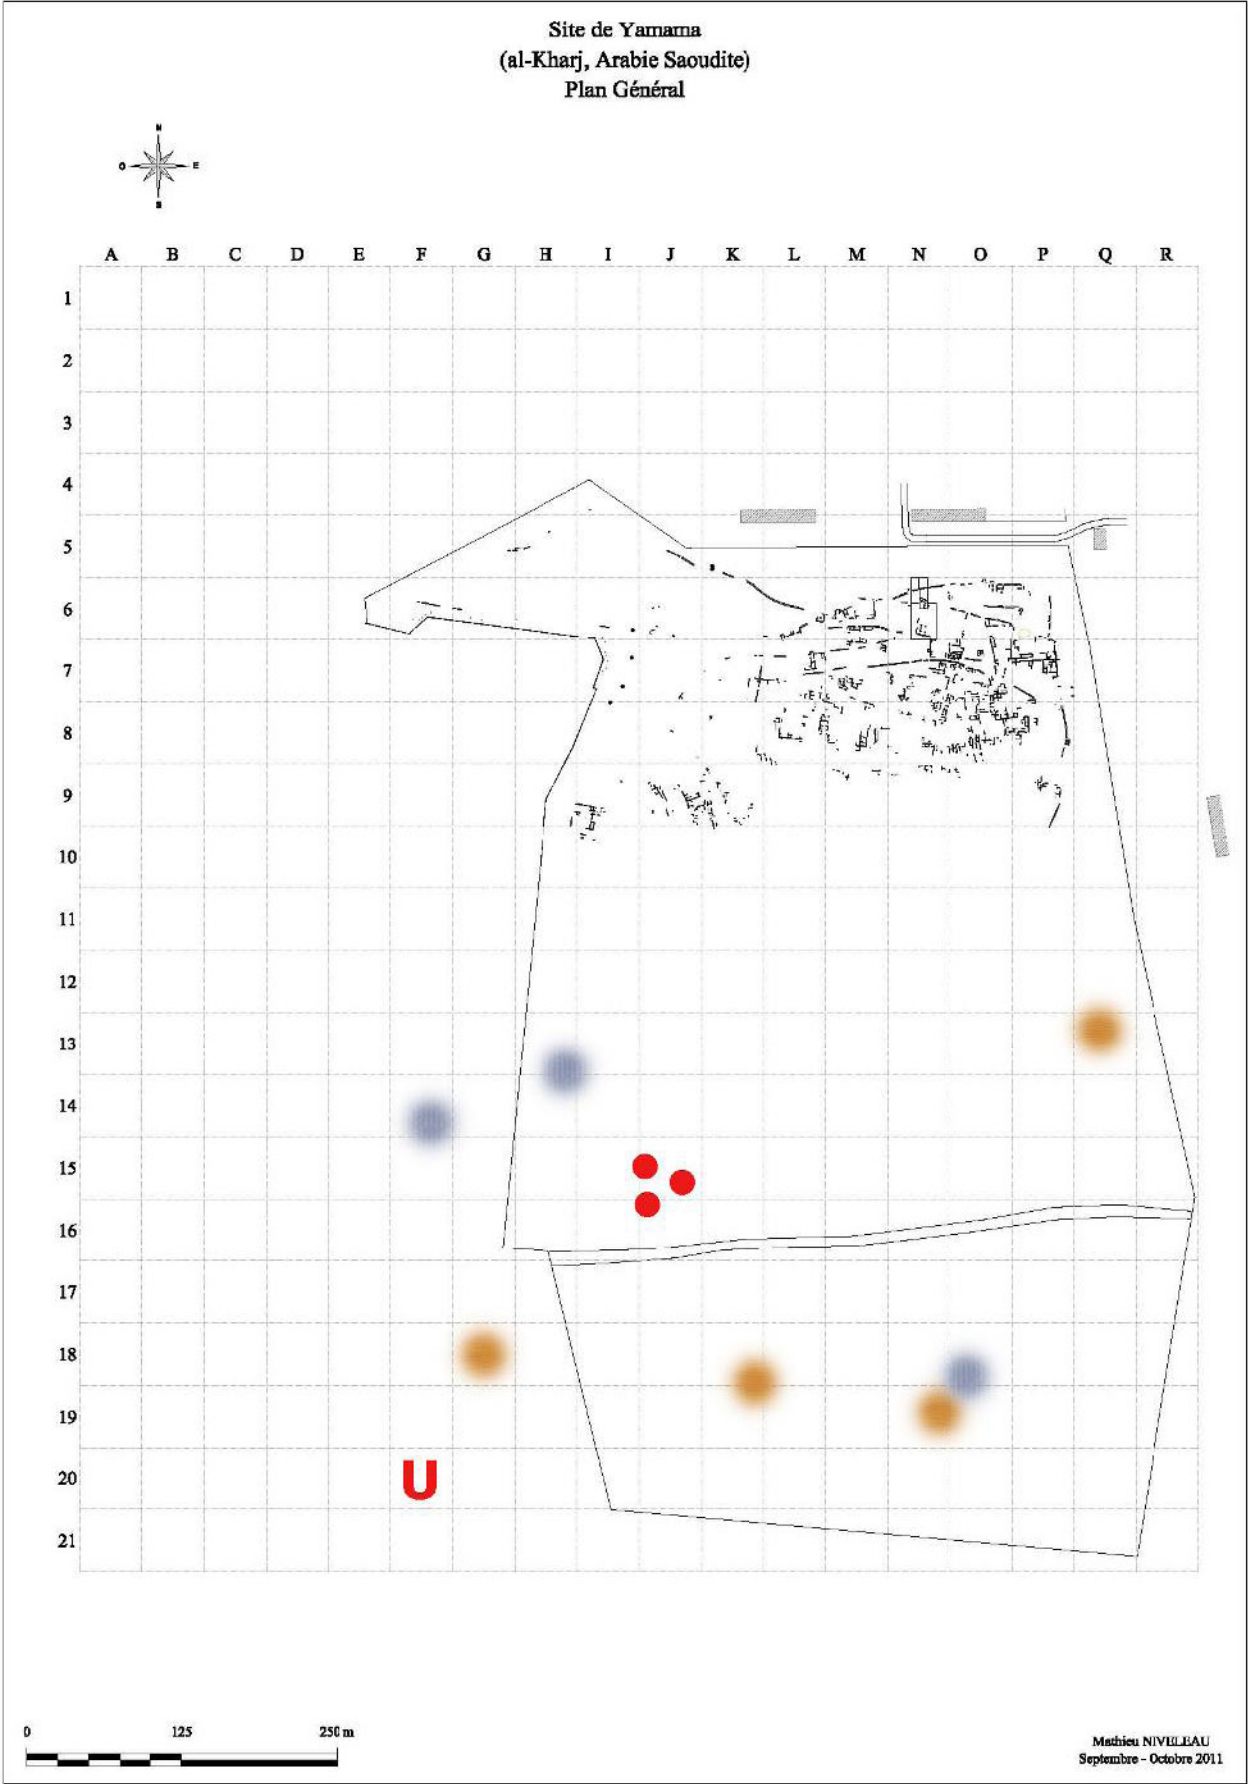 Site de Yamama
(al-Kharj, Arabie Saoudite)
Plan Général
N
O E
S
A B C D E F G H I J K L M N O P Q R
1
2
3
4
5
6
7
8
9
10
11
12
13
14
15
16
17
18
19
20
U
21
0 125 250 m
Mathieu NIVELEAU
Septembre - Octobre 2011